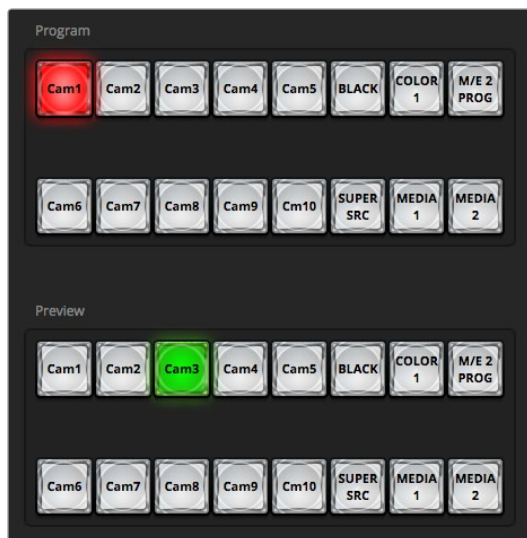 Program
Cam1 Cam2 Cam3 Cam4 Cam5 BLACK COLOR 1 M/E 2 PROG
Cam6 Cam7 Cam8 Cam9 Cm10 SUPER SRC MEDIA 1 MEDIA 2
Preview
Cam1 Cam2 Cam3 Cam4 Cam5 BLACK COLOR 1 M/E 2 PROG
Cam6 Cam7 Cam8 Cam9 Cm10 SUPER SRC MEDIA 1 MEDIA 2